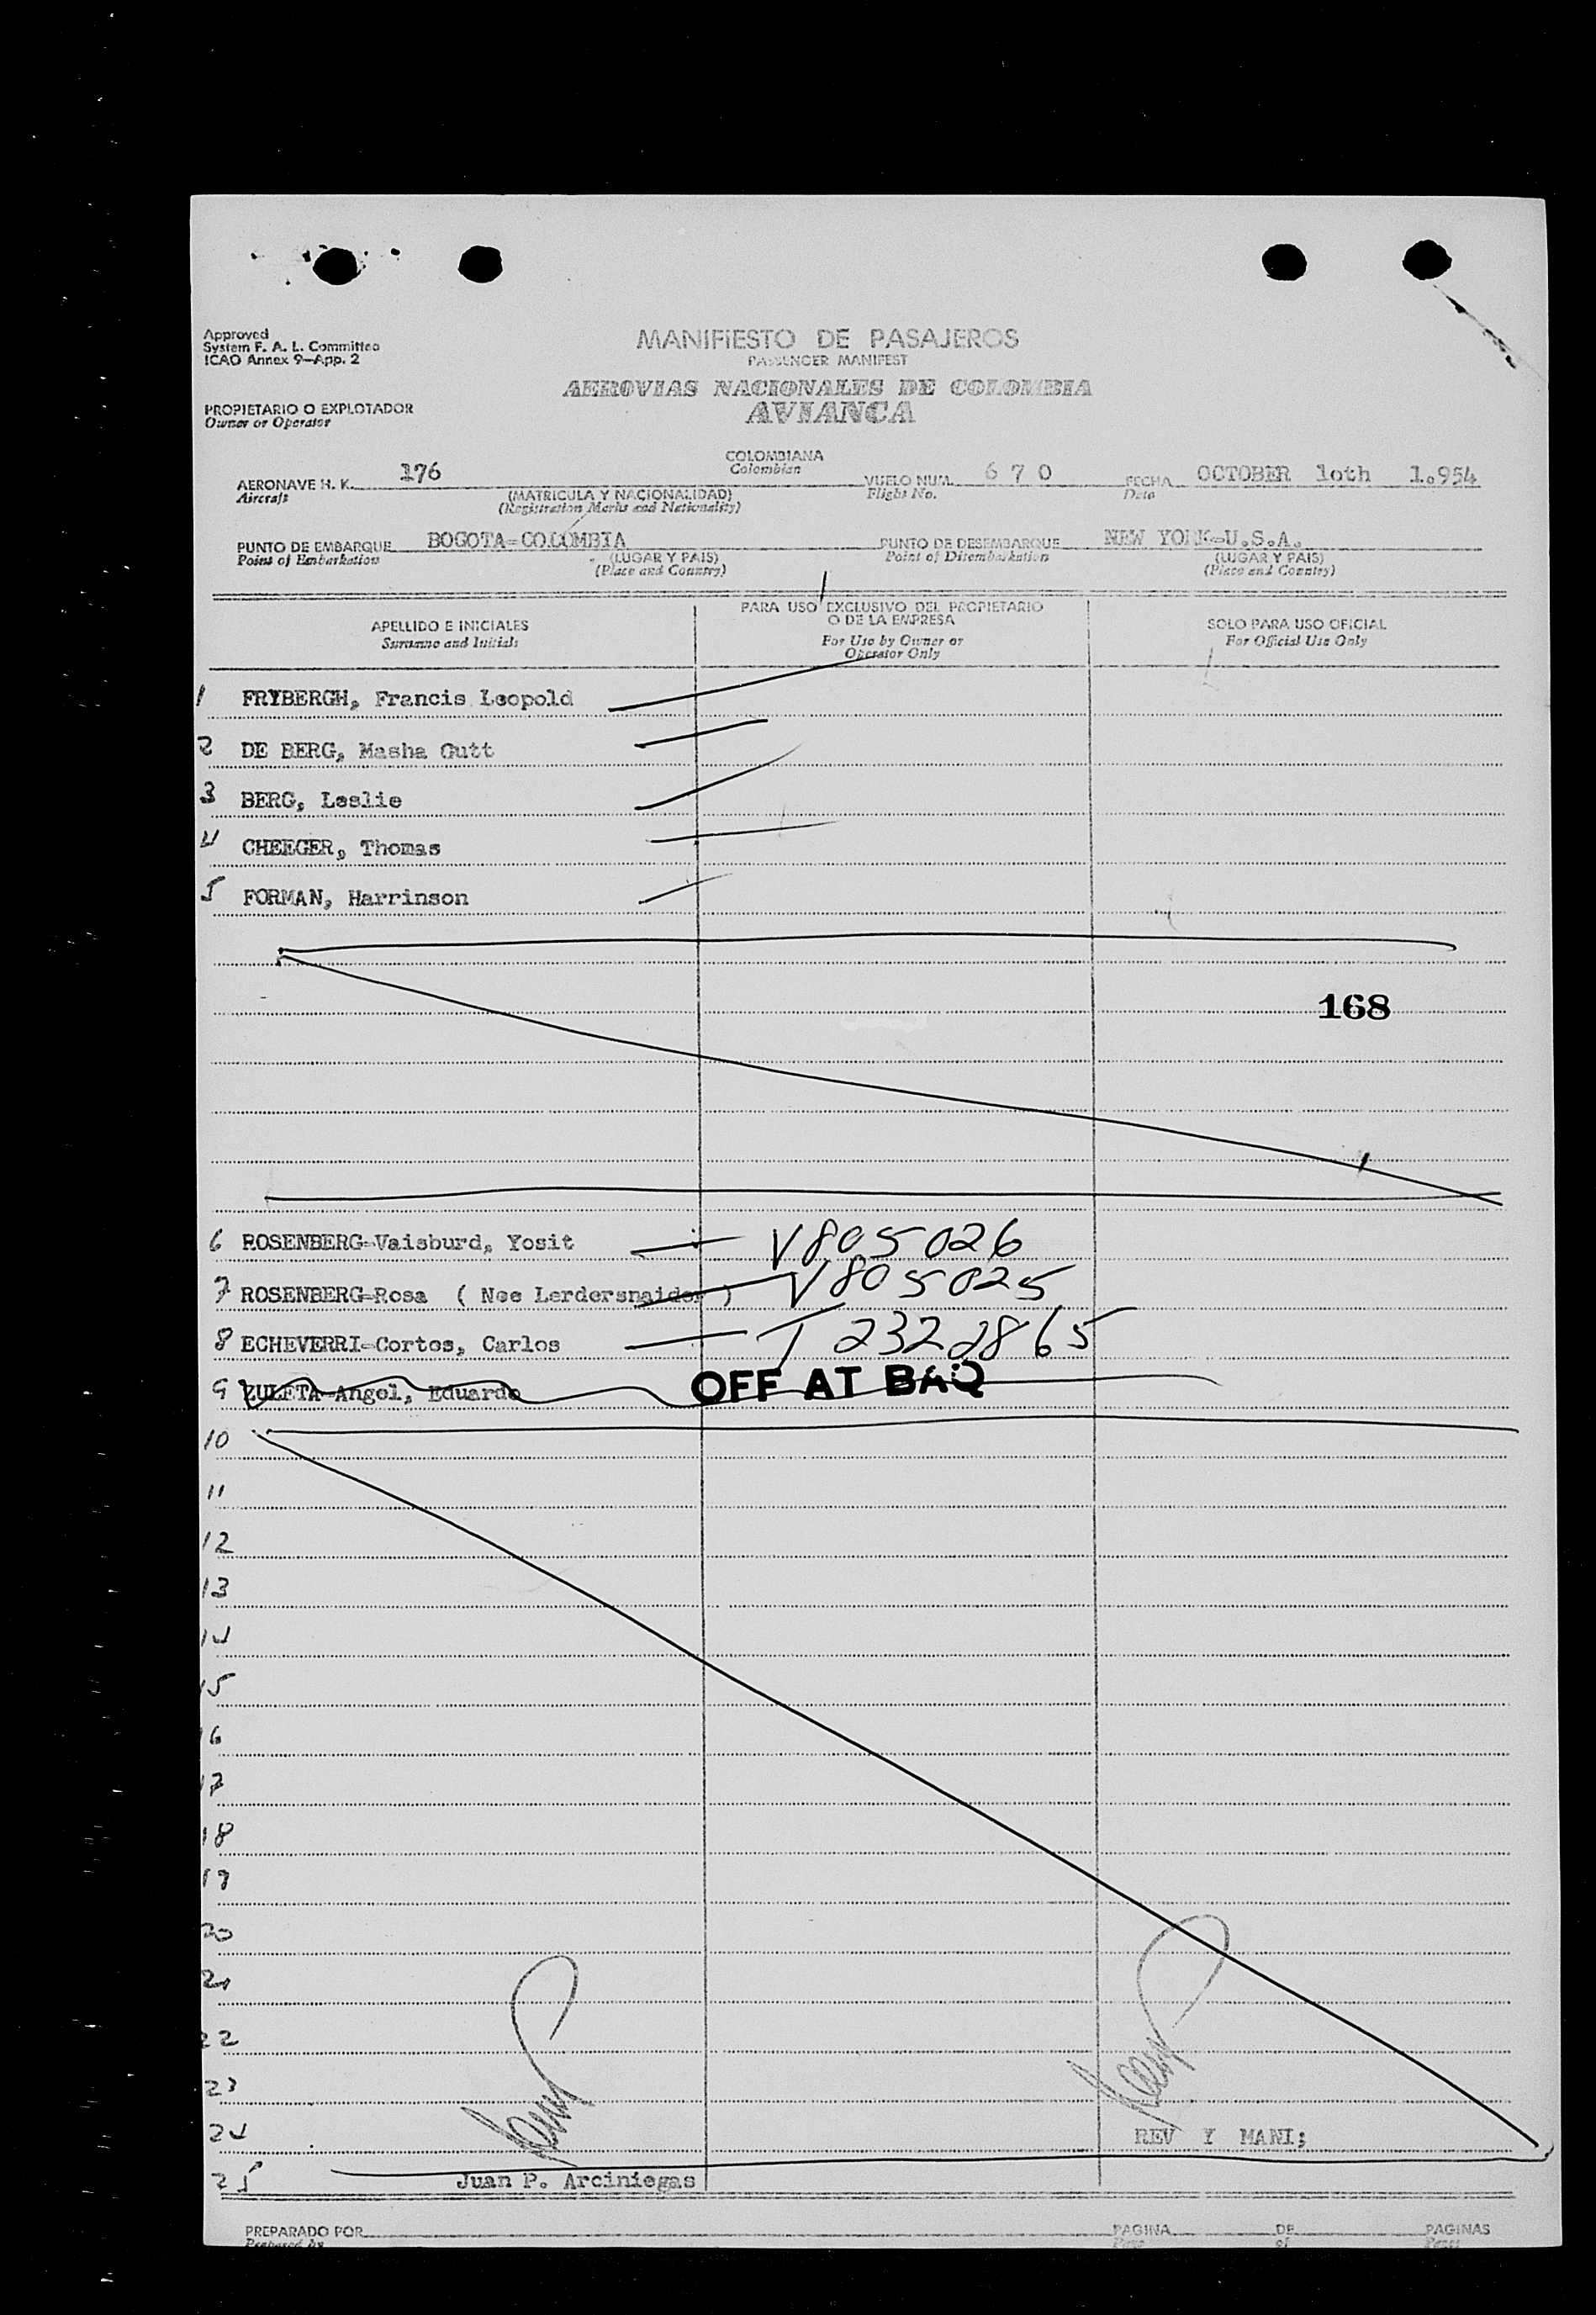 Approved
System F. A. L. Committee
ICAO Annex 9-App. 2
MANIFIESTO DE PASAJEROS
PASSENGER MANIFEST
AEROVIAS NACIONALES DE COLOMBIA
AVIANCA
PROPIETARIO O EXPLOTADOR
Owner or Operator
COLOMBIANA
Colombian
AERONAVE H. K. 176 VUELO NUM. 6 7 0 FECHA OCTOBER 1oth 1.954
Aircraft (MATRICULA Y NACIONALIDAD) Flight No. Date
(Registration Marks and Nationality)
PUNTO DE EMBARQUE BOGOTA-COLOMBIA PUNTO DE DESEMBARQUE NEW YORK-U.S.A.
Point of Embarkation (LUGAR Y PAIS) Point of Disembarkation (LUGAR Y PAIS)
(Place and Country) (Place and Country)
APELLIDO E INICIALES
Surname and Initials
PARA USO EXCLUSIVO DEL PROPIETARIO
O DE LA EMPRESA
For Use by Owner or
Operator Only
SOLO PARA USO OFICIAL
For Official Use Only
1 FRYBERGH, Francis Leopold
2 DE BERG, Masha Gutt
3 BERG, Leslie
4 CHEEGER, Thomas
5 FORMAN, Harrinson
168
6 ROSENBERG-Vaisburd, Yosit V805026
7 ROSENBERG-Rosa ( Nee Lerdersnaider ) V805025
8 ECHEVERRI-Cortes, Carlos T 2322865
9 ZULETA-Angel, Eduardo OFF AT BAQ
10
11
12
13
14
15
16
17
18
19
20
21
22
23
24 REV Y MANI;
25 Juan P. Arciniegas
PREPARADO POR PAGINA DE PAGINAS
Prepared by Page of Pages